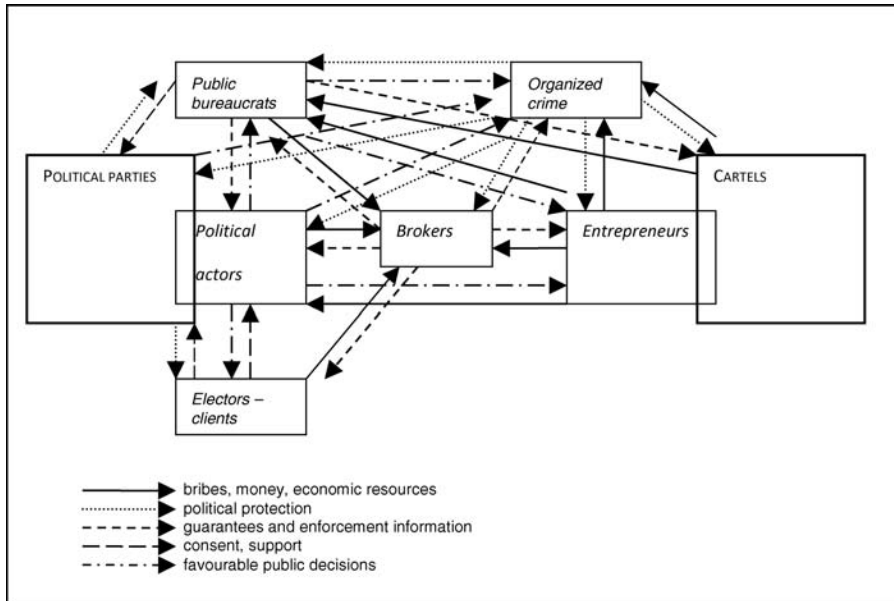 Public
bureaucrats
Organized
crime
POLITICAL PARTIES
CARTELS
Political
actors
Brokers
Entrepreneurs
Electors –
clients
bribes, money, economic resources
political protection
guarantees and enforcement information
consent, support
favourable public decisions